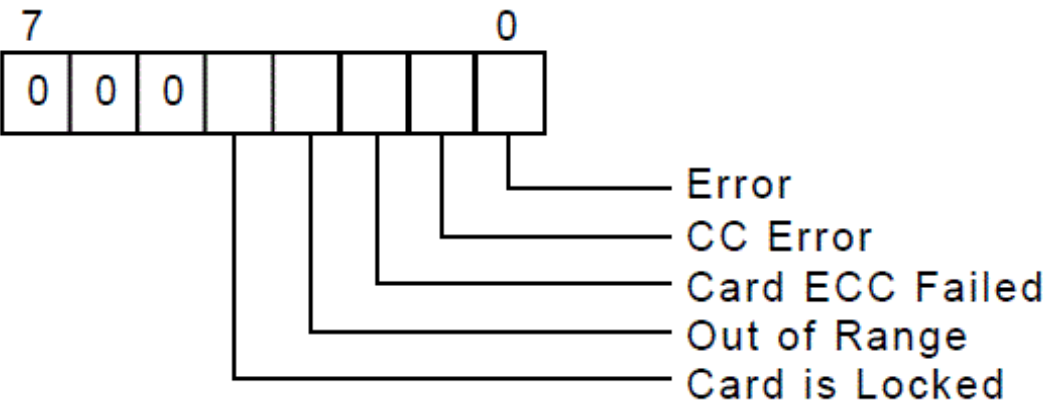 7 0
0 0 0
Error
CC Error
Card ECC Failed
Out of Range
Card is Locked